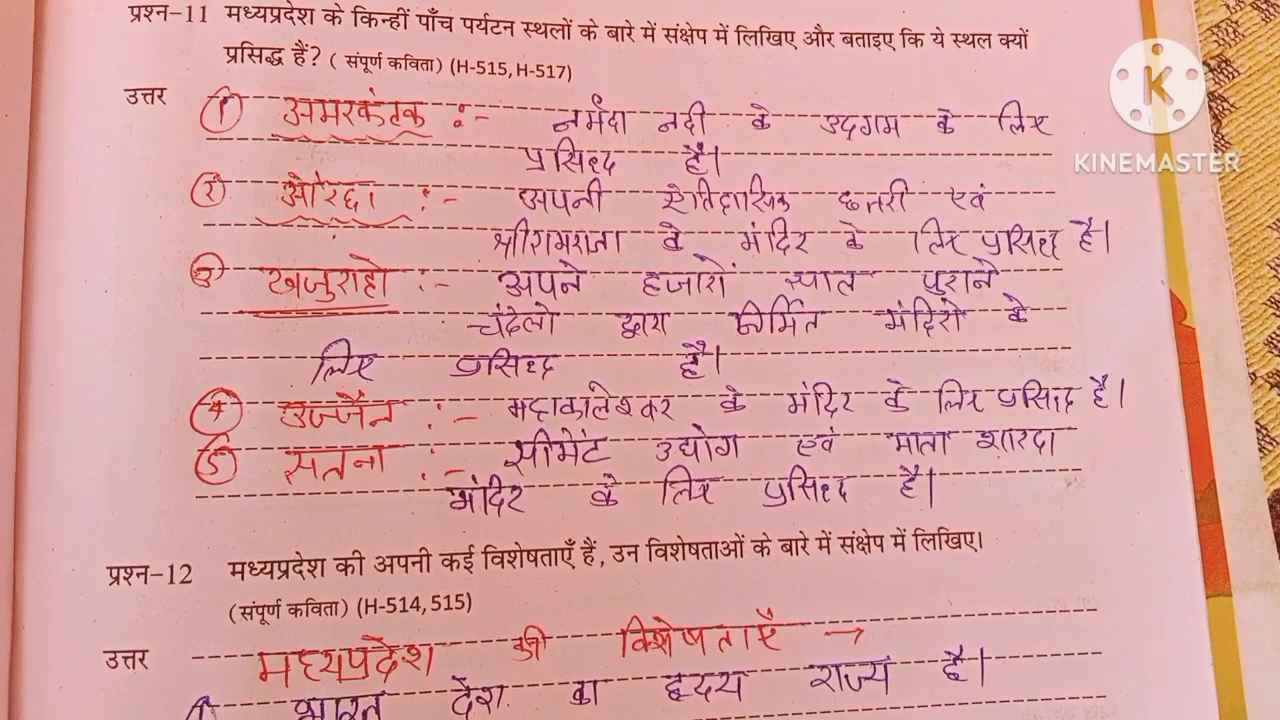 प्रश्न-11 मध्यप्रदेश के किन्हीं पाँच पर्यटन स्थलों के बारे में संक्षेप में लिखिए और बताइए कि ये स्थल क्यों
प्रसिद्ध हैं? ( संपूर्ण कविता) (H-515, H-517)
उत्तर (1) अमरकंटक :- नर्मदा नदी के उद्गम के लिए
प्रसिध्द है।
(2) ओरछा :- अपनी ऐतिहासिक छत्तरी एवं
श्रीरामराजा के मंदिर के लिए प्रसिध्द है।
(3) खजुराहो :- अपने हजारों साल पुराने
चंदेलो द्वारा निर्मित मंदिरो के
लिए प्रसिध्द है।
(4) उज्जैन :- महाकालेश्वर के मंदिर के लिए प्रसिद्ध है।
(5) सतना :- सीमेंट उद्योग एवं माता शारदा
मंदिर के लिए प्रसिध्द है।
प्रश्न-12 मध्यप्रदेश की अपनी कई विशेषताएँ हैं, उन विशेषताओं के बारे में संक्षेप में लिखिए।
(संपूर्ण कविता) (H-514, 515)
उत्तर मध्यप्रदेश की विशेषताएँ →
भारत देश का हृदय राज्य है।
K
KINEMASTER